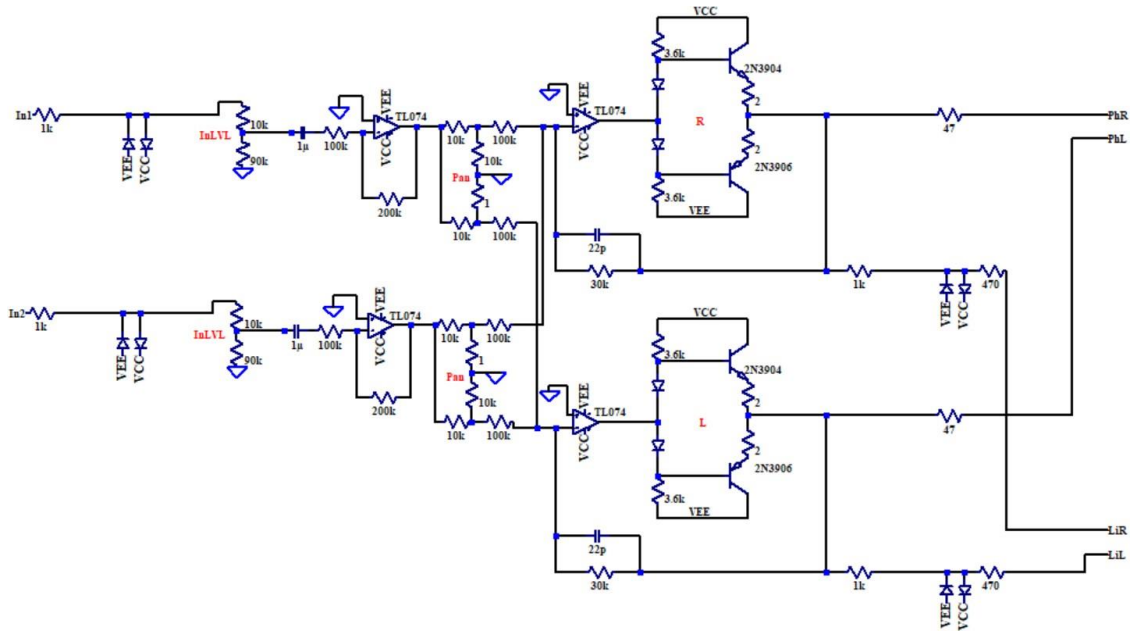 VCC
3.6k
2N3904
VEE
TL074
2
In1
1k
10k
InLVL
90k
VEE
VCC
1µ
100k
VEE
TL074
VCC
200k
10k
100k
10k
Pan
1
10k
100k
VCC
R
2
2N3906
3.6k
VEE
47
PhR
PhL
22p
30k
1k
470
VEE
VCC
In2
1k
10k
InLVL
90k
VEE
VCC
1µ
100k
VEE
TL074
VCC
200k
10k
100k
1
Pan
10k
10k
100k
VCC
3.6k
2N3904
VEE
TL074
VCC
2
L
2
2N3906
3.6k
VEE
47
22p
30k
1k
470
VEE
VCC
LiR
LiL